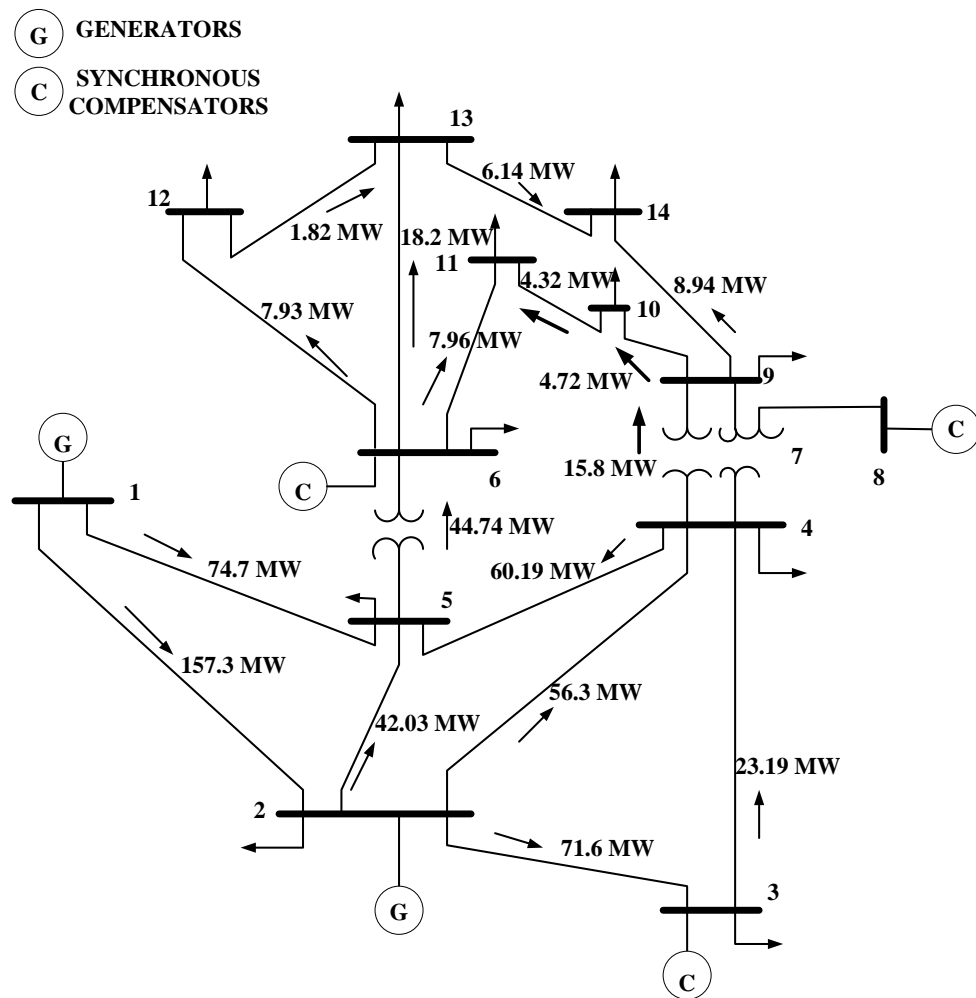 G GENERATORS
C SYNCHRONOUS
COMPENSATORS
13
6.14 MW
12
14
1.82 MW
18.2 MW
11
4.32 MW
8.94 MW
10
7.93 MW
7.96 MW
4.72 MW
9
G
C
7
C
15.8 MW
8
6
C
1
44.74 MW
4
74.7 MW
60.19 MW
5
157.3 MW
56.3 MW
42.03 MW
23.19 MW
2
71.6 MW
3
G
C